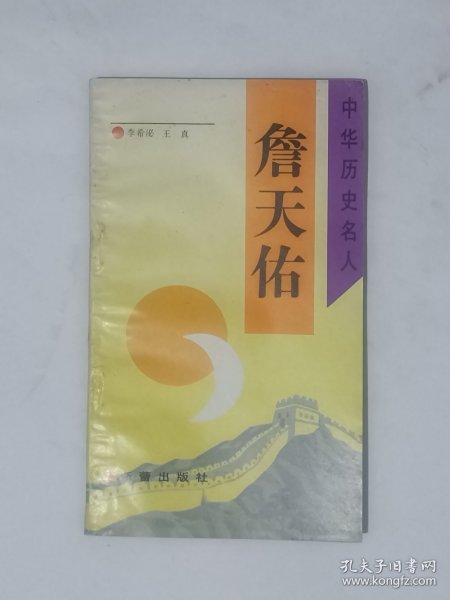 中华历史名人
詹天佑
李希泌 王真
蕾出版社
孔夫子旧书网
www.kongfz.com